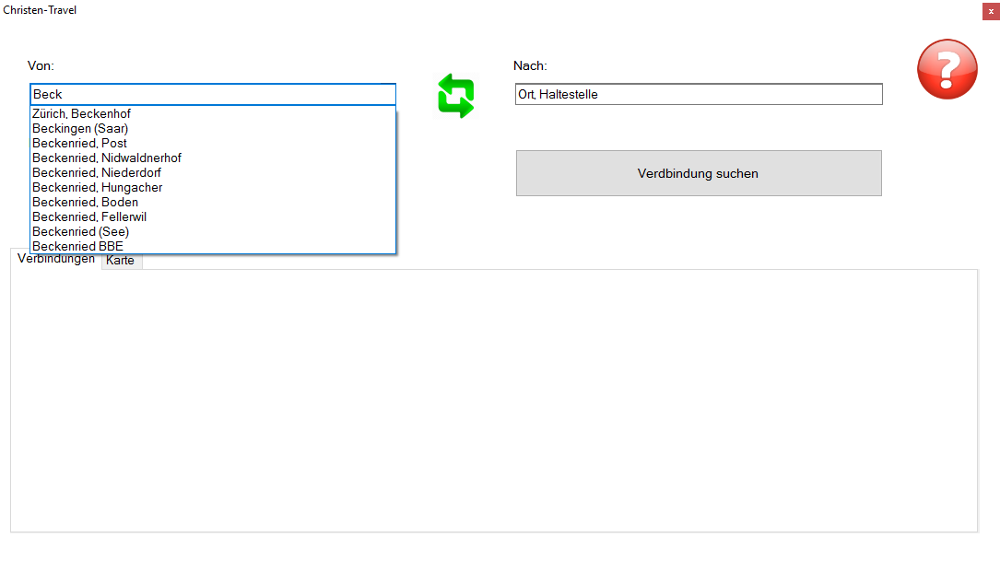 Christen-Travel
x
Von:
Nach:
Beck
Ort, Haltestelle
Zürich, Beckenhof
Beckingen (Saar)
Beckenried, Post
Beckenried, Nidwaldnerhof
Beckenried, Niederdorf
Beckenried, Hungacher
Beckenried, Boden
Beckenried, Fellerwil
Beckenried (See)
Beckenried BBE
Verdbindung suchen
Verbindungen
Karte
?